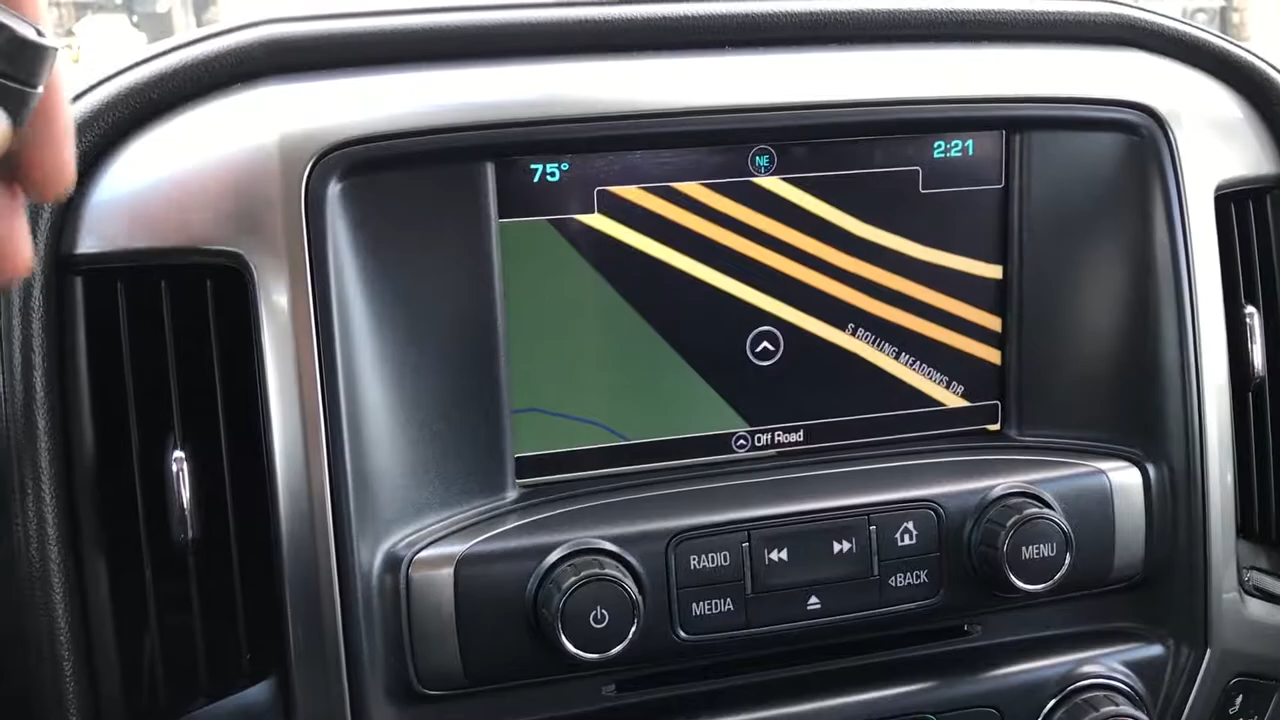 75°
NE
2:21
S ROLLING MEADOWS DR
Off Road
RADIO
MEDIA
BACK
MENU